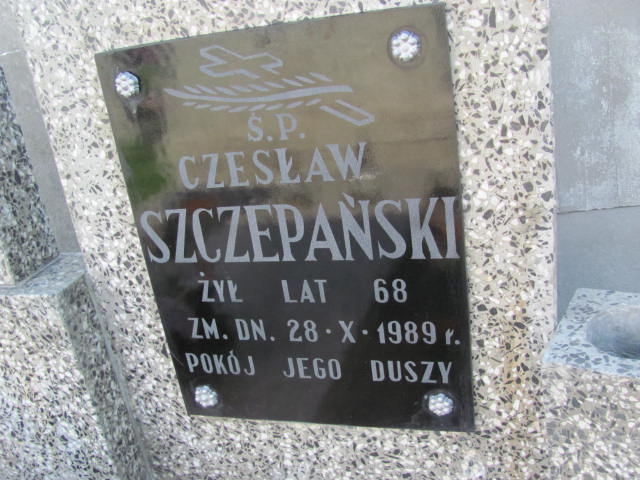 Ś.P.
CZESŁAW
SZCZEPAŃSKI
ŻYŁ LAT 68
ZM. DN. 28·X·1989 r.
POKÓJ JEGO DUSZY